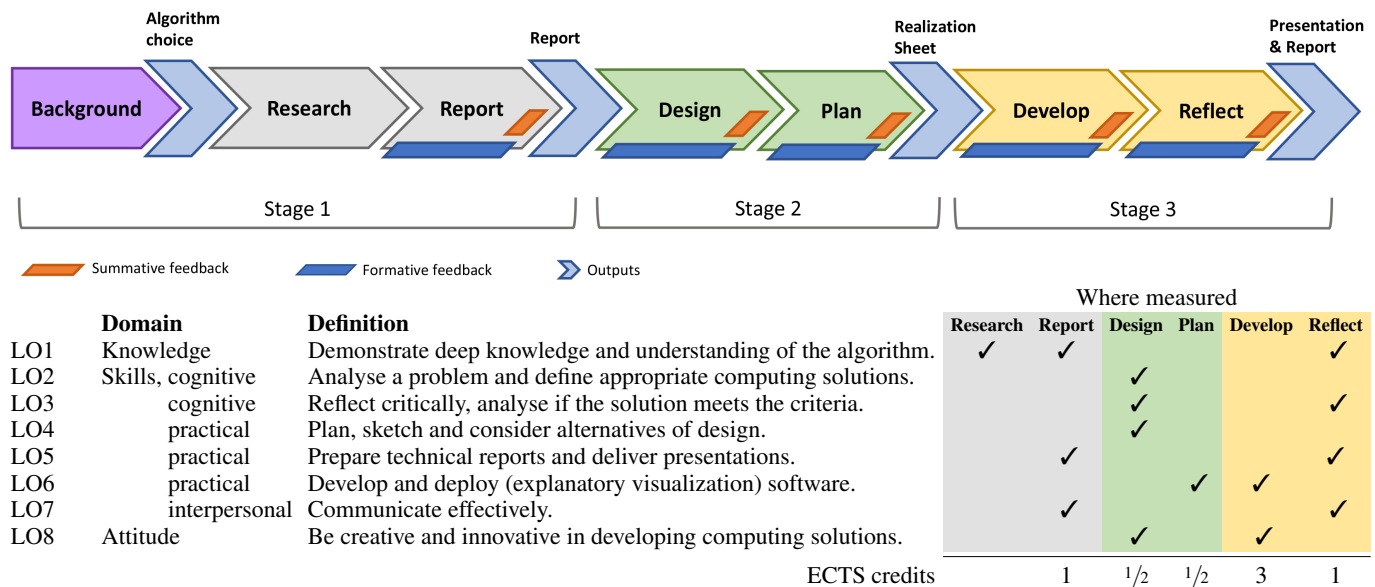 Algorithm
choice
Report
Realization
Sheet
Presentation
& Report
Background
Research
Report
Design
Plan
Develop
Reflect
Stage 1
Stage 2
Stage 3
Summative feedback
Formative feedback
Outputs
Where measured
Domain Definition Research Report Design Plan Develop Reflect
LO1 Knowledge Demonstrate deep knowledge and understanding of the algorithm. ✓ ✓ ✓
LO2 Skills, cognitive Analyse a problem and define appropriate computing solutions. ✓
LO3 cognitive Reflect critically, analyse if the solution meets the criteria. ✓ ✓
LO4 practical Plan, sketch and consider alternatives of design. ✓
LO5 practical Prepare technical reports and deliver presentations. ✓ ✓
LO6 practical Develop and deploy (explanatory visualization) software. ✓ ✓
LO7 interpersonal Communicate effectively. ✓ ✓
LO8 Attitude Be creative and innovative in developing computing solutions. ✓ ✓
ECTS credits 1 1/2 1/2 3 1